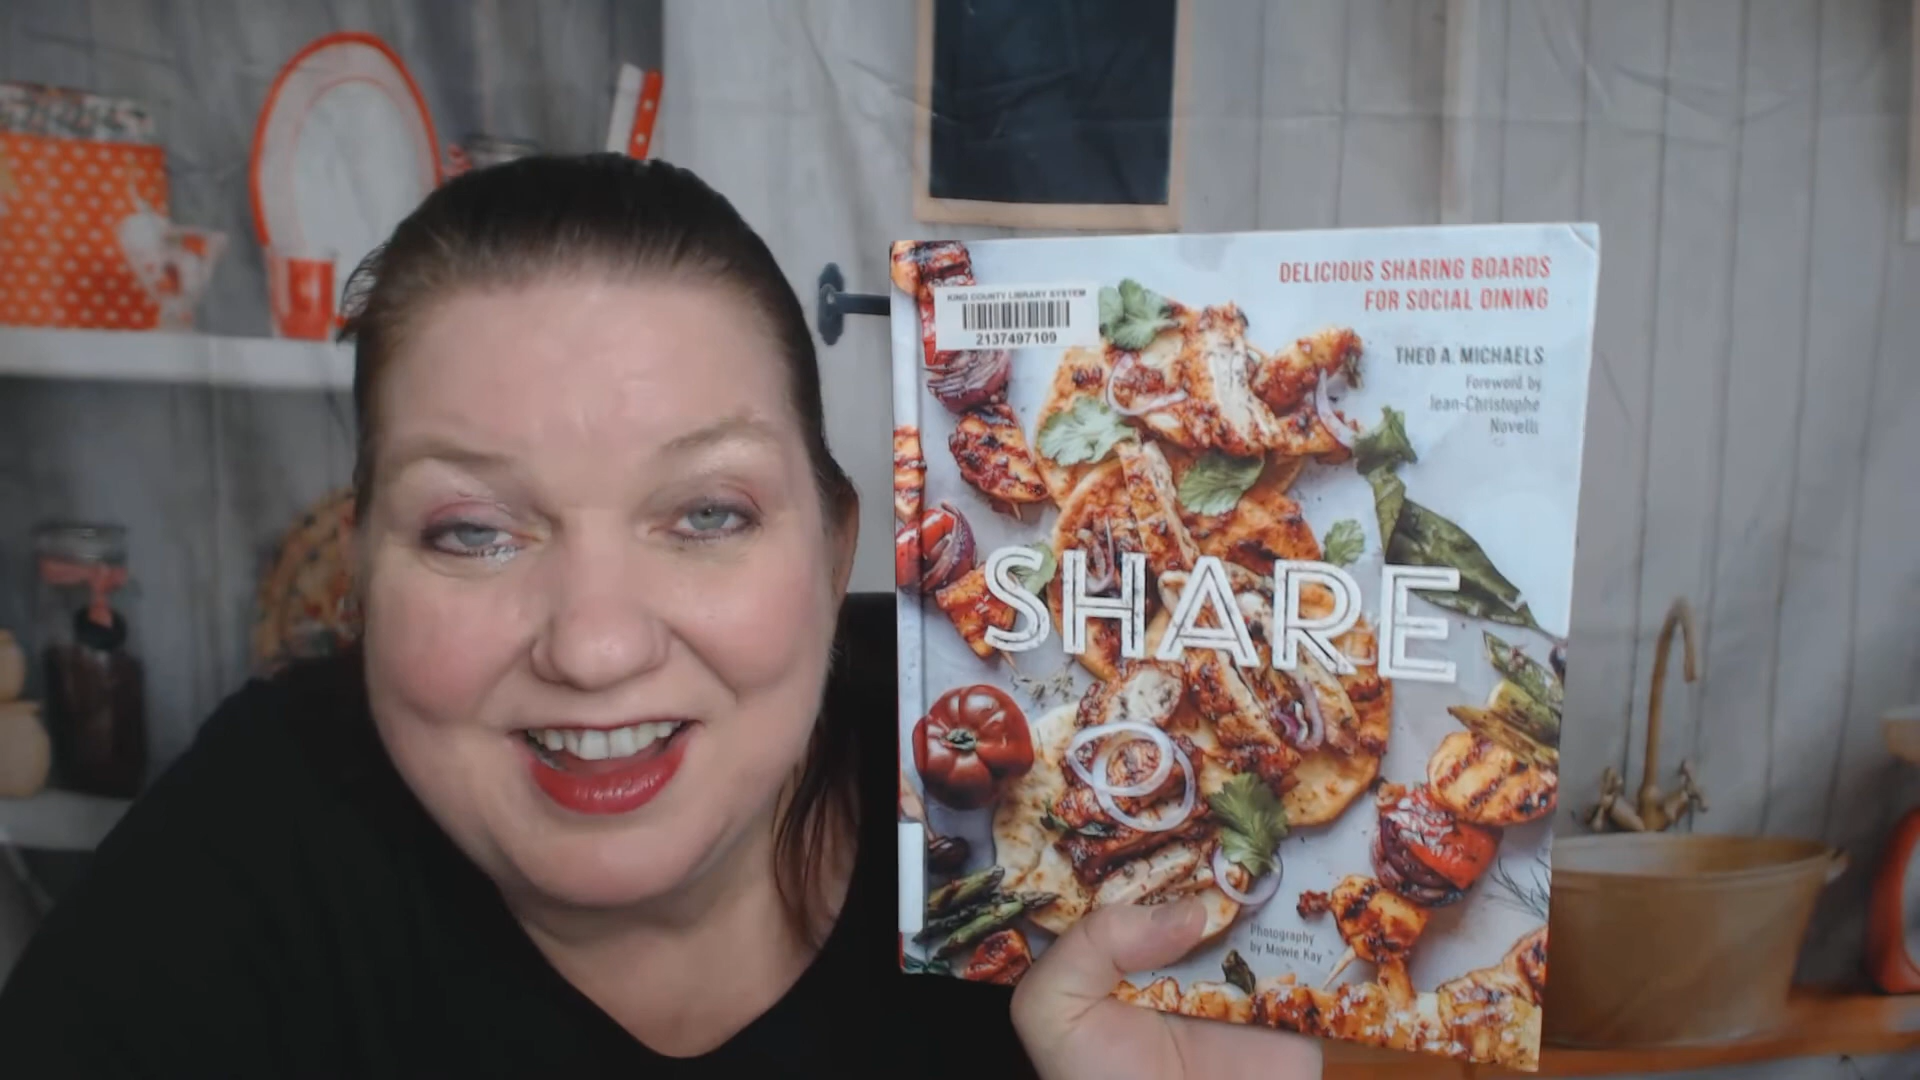 DELICIOUS SHARING BOARDS
FOR SOCIAL DINING
KING COUNTY LIBRARY SYSTEM
2137497109
THEO A. MICHAELS
Foreword by
Jean-Christophe
Novelli
SHARE
Photography
by Mowie Kay